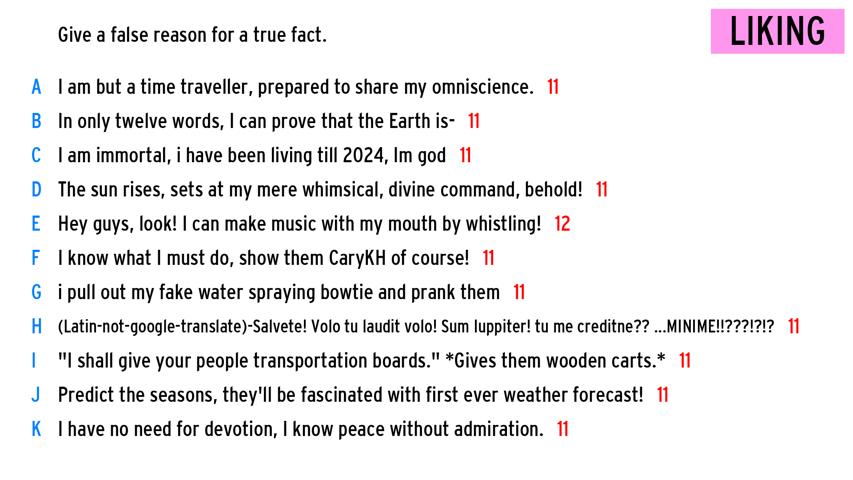 Give a false reason for a true fact.
LIKING
A I am but a time traveller, prepared to share my omniscience. 11
B In only twelve words, I can prove that the Earth is- 11
C I am immortal, i have been living till 2024, Im god 11
D The sun rises, sets at my mere whimsical, divine command, behold! 11
E Hey guys, look! I can make music with my mouth by whistling! 12
F I know what I must do, show them CaryKH of course! 11
G i pull out my fake water spraying bowtie and prank them 11
H (Latin-not-google-translate)-Salvete! Volo tu laudit volo! Sum Iuppiter! tu me creditne?? ...MINIME!!???!?!? 11
I "I shall give your people transportation boards." *Gives them wooden carts.* 11
J Predict the seasons, they'll be fascinated with first ever weather forecast! 11
K I have no need for devotion, I know peace without admiration. 11